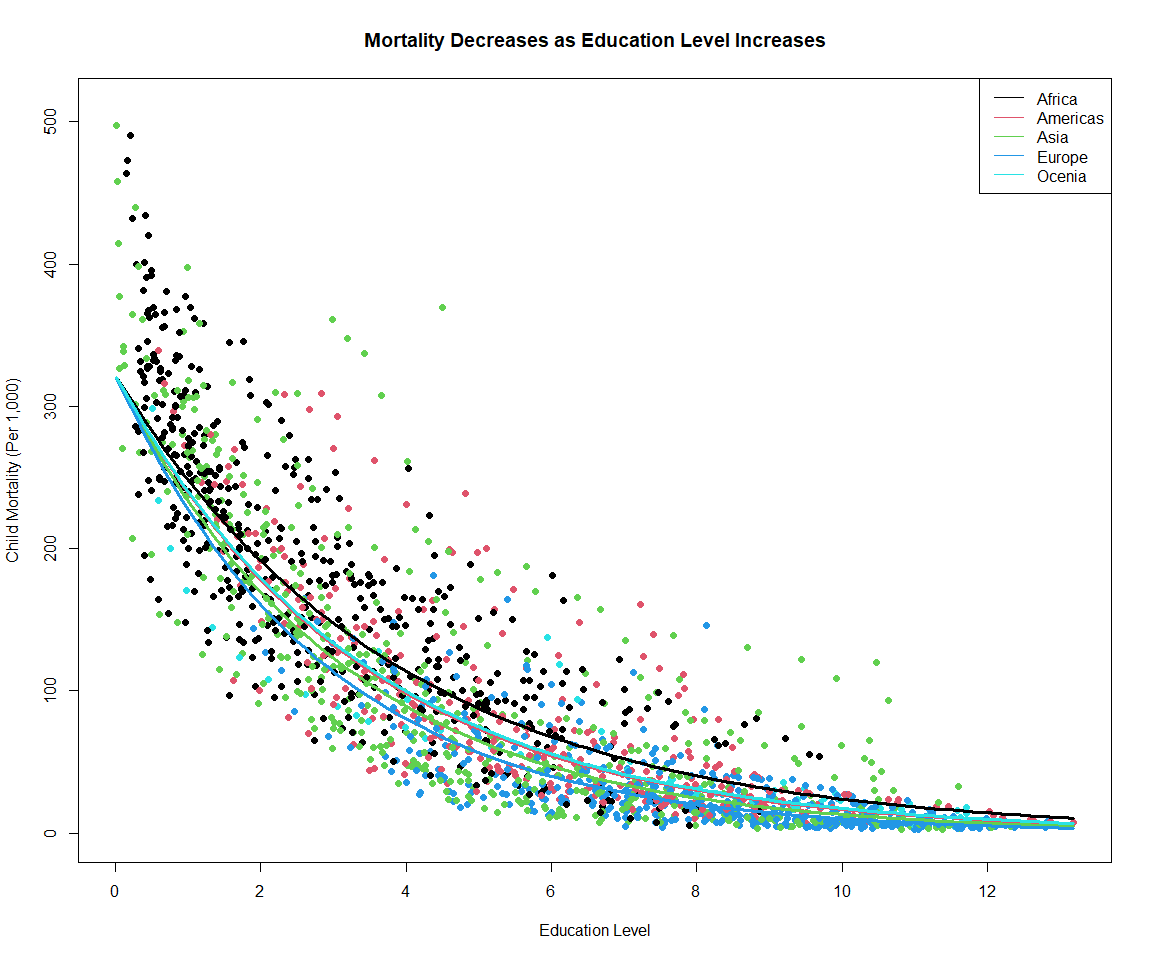 Mortality Decreases as Education Level Increases
Africa
Americas
Asia
Europe
Ocenia
Child Mortality (Per 1,000)
500
400
300
200
100
0
0 2 4 6 8 10 12
Education Level